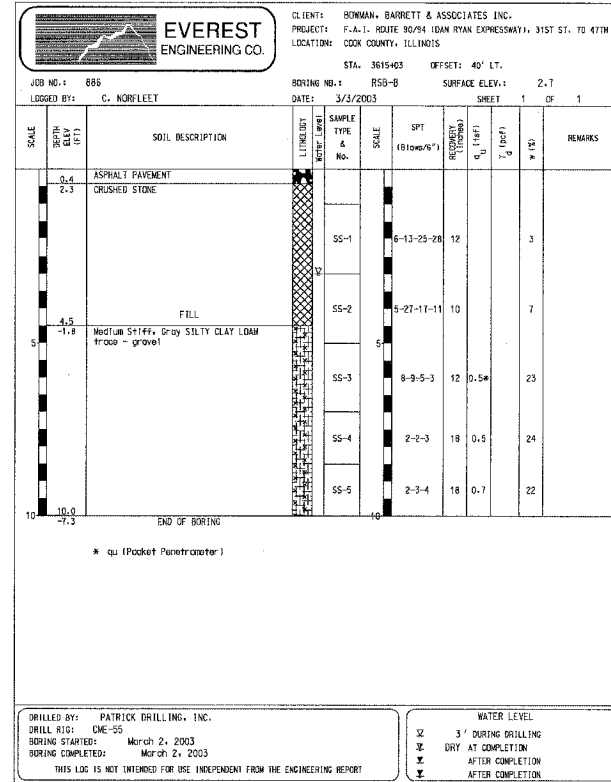 EVEREST
ENGINEERING CO.
CLIENT: BOWMAN, BARRETT & ASSOCIATES INC.
PROJECT: F.A.I. ROUTE 90/94 (DAN RYAN EXPRESSWAY), 31ST ST. TO 47TH
LOCATION: COOK COUNTY, ILLINOIS
STA. 3615+03 OFFSET: 40' LT.
JOB NO.: 886 BORING NO.: RSB-8 SURFACE ELEV.: 2.7
LOGGED BY: C. NORFLEET DATE: 3/3/2003 SHEET 1 OF 1
SCALE DEPTH ELEV (FT) SOIL DESCRIPTION LITHOLOGY Water Level SAMPLE TYPE & No. SCALE SPT (Blows/6") RECOVERY (Inches) qu (tsf) γd (pcf) w (%) REMARKS
0.4 ASPHALT PAVEMENT
2.3 CRUSHED STONE
SS-1 6-13-25-28 12 3
SS-2 5-27-17-11 10 7
4.5 FILL
-1.8 Medium Stiff, Gray SILTY CLAY LOAM
5 trace - gravel 5
SS-3 8-9-5-3 12 0.5* 23
SS-4 2-2-3 18 0.5 24
SS-5 2-3-4 18 0.7 22
10 10.0 10
-7.3 END OF BORING
* qu (Pocket Penetrometer)
DRILLED BY: PATRICK DRILLING, INC.
DRILL RIG: CME-55
BORING STARTED: March 2, 2003
BORING COMPLETED: March 2, 2003
THIS LOG IS NOT INTENDED FOR USE INDEPENDENT FROM THE ENGINEERING REPORT
WATER LEVEL
3' DURING DRILLING
DRY AT COMPLETION
AFTER COMPLETION
AFTER COMPLETION